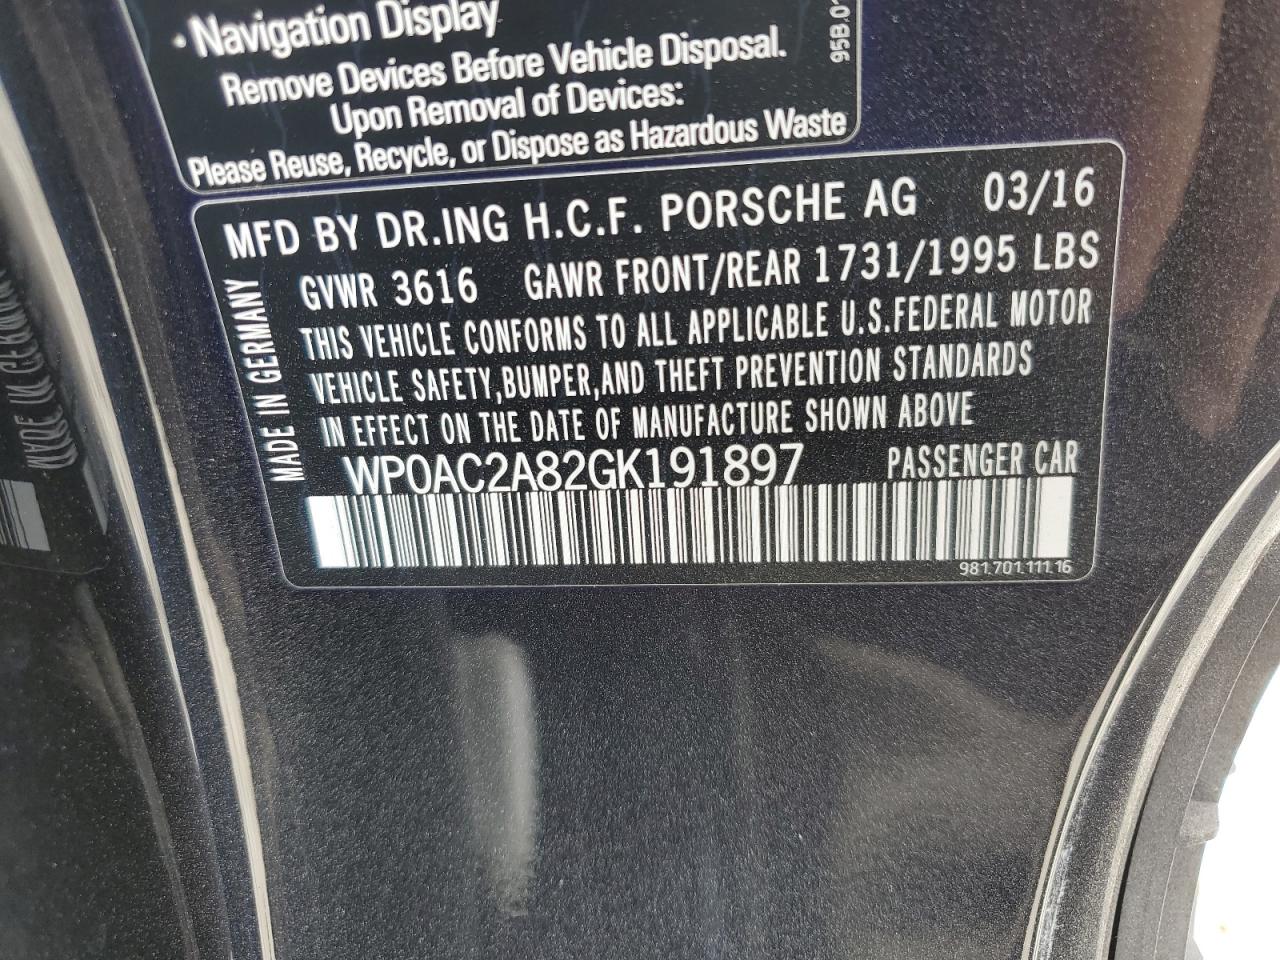 • Navigation Display
Remove Devices Before Vehicle Disposal.
Upon Removal of Devices:
Please Reuse, Recycle, or Dispose as Hazardous Waste
MFD BY DR.ING H.C.F. PORSCHE AG 03/16
GVWR 3616 GAWR FRONT/REAR 1731/1995 LBS
THIS VEHICLE CONFORMS TO ALL APPLICABLE U.S.FEDERAL MOTOR
VEHICLE SAFETY,BUMPER,AND THEFT PREVENTION STANDARDS
IN EFFECT ON THE DATE OF MANUFACTURE SHOWN ABOVE
WP0AC2A82GK191897 PASSENGER CAR
981.701.111.16
MADE IN GERMANY